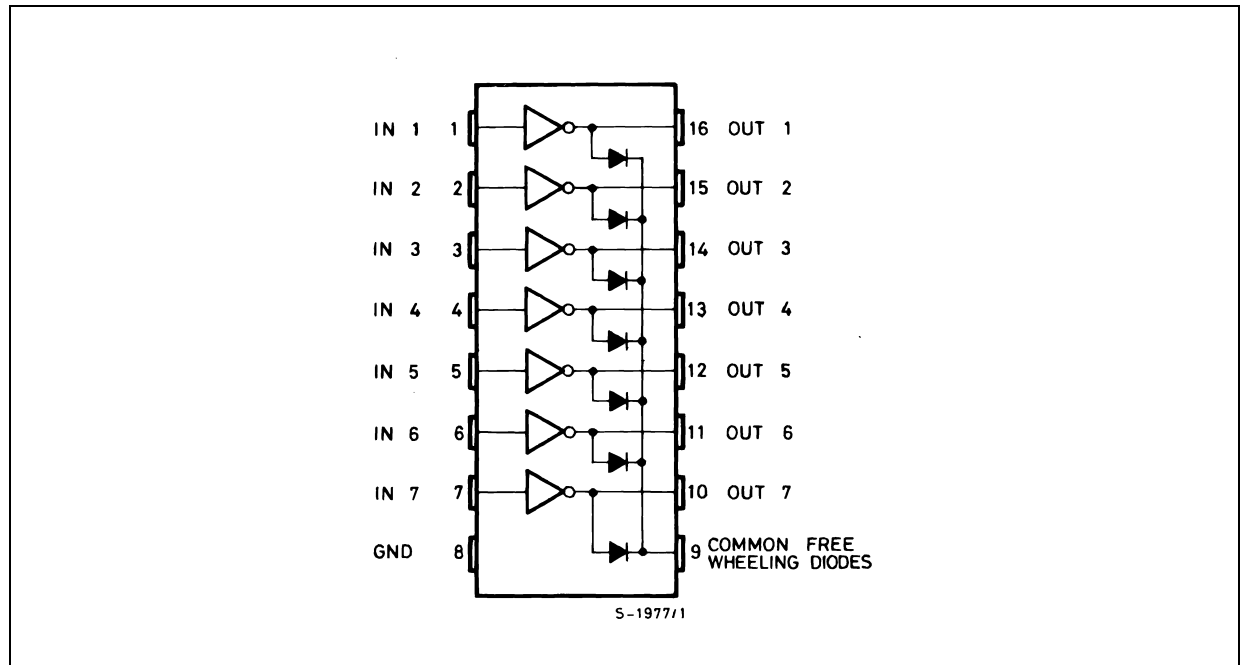 IN 1 1 16 OUT 1
IN 2 2 15 OUT 2
IN 3 3 14 OUT 3
IN 4 4 13 OUT 4
IN 5 5 12 OUT 5
IN 6 6 11 OUT 6
IN 7 7 10 OUT 7
GND 8 9 COMMON FREE
WHEELING DIODES
S-1977/1